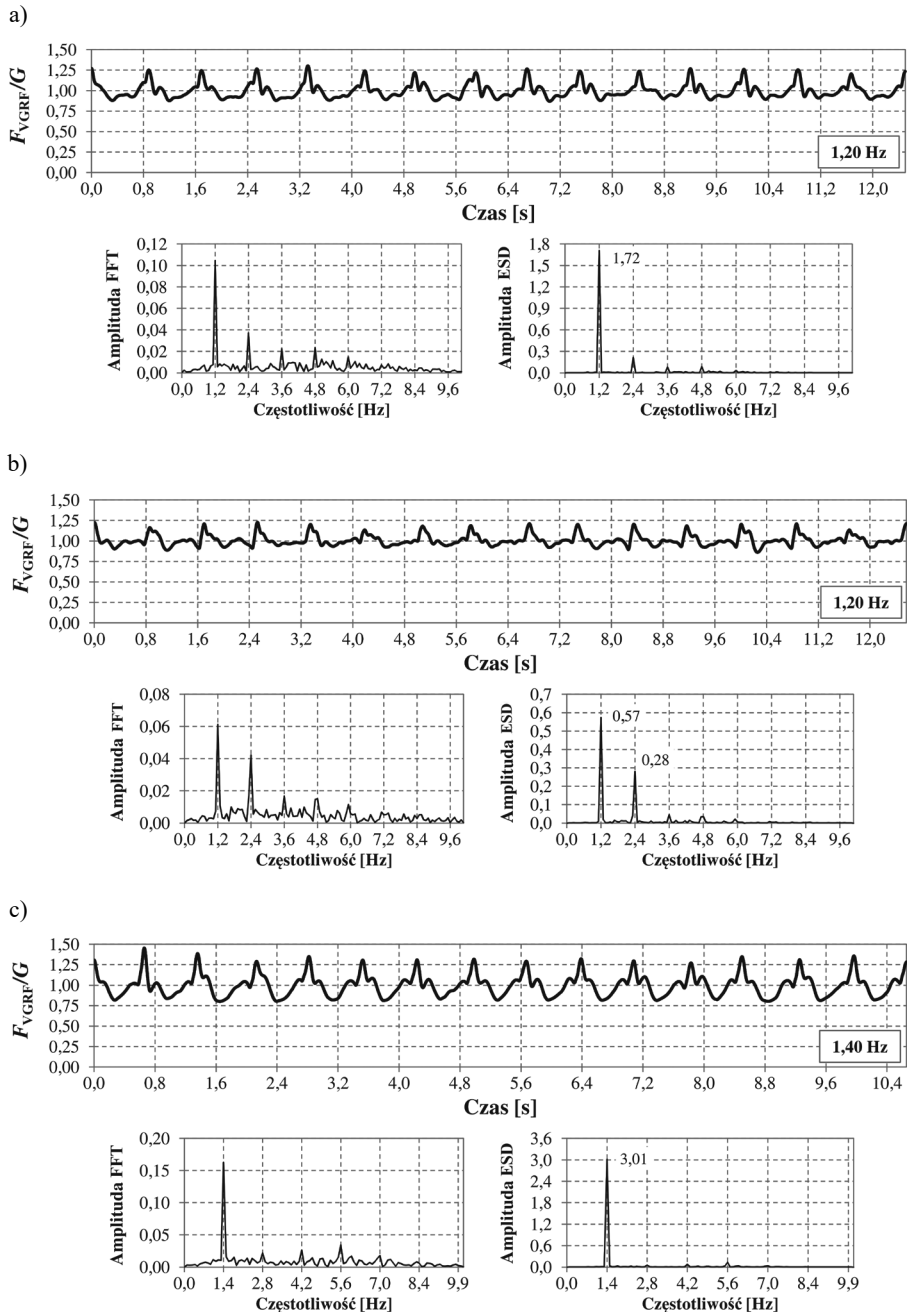 a)
F_VGRF/G
1,50
1,25
1,00
0,75
0,50
0,25
0,00
1,20 Hz
0,0 0,8 1,6 2,4 3,2 4,0 4,8 5,6 6,4 7,2 8,0 8,8 9,6 10,4 11,2 12,0
Czas [s]
Amplituda FFT
0,12
0,10
0,08
0,06
0,04
0,02
0,00
0,0 1,2 2,4 3,6 4,8 6,0 7,2 8,4 9,6
Częstotliwość [Hz]
Amplituda ESD
1,8
1,5
1,2
0,9
0,6
0,3
0,0
1,72
0,0 1,2 2,4 3,6 4,8 6,0 7,2 8,4 9,6
Częstotliwość [Hz]
b)
F_VGRF/G
1,50
1,25
1,00
0,75
0,50
0,25
0,00
1,20 Hz
0,0 0,8 1,6 2,4 3,2 4,0 4,8 5,6 6,4 7,2 8,0 8,8 9,6 10,4 11,2 12,0
Czas [s]
Amplituda FFT
0,08
0,06
0,04
0,02
0,00
0,0 1,2 2,4 3,6 4,8 6,0 7,2 8,4 9,6
Częstotliwość [Hz]
Amplituda ESD
0,7
0,6
0,5
0,4
0,3
0,2
0,1
0,0
0,57
0,28
0,0 1,2 2,4 3,6 4,8 6,0 7,2 8,4 9,6
Częstotliwość [Hz]
c)
F_VGRF/G
1,50
1,25
1,00
0,75
0,50
0,25
0,00
1,40 Hz
0,0 0,8 1,6 2,4 3,2 4,0 4,8 5,6 6,4 7,2 8,0 8,8 9,6 10,4
Czas [s]
Amplituda FFT
0,20
0,15
0,10
0,05
0,00
0,0 1,4 2,8 4,2 5,6 7,0 8,4 9,9
Częstotliwość [Hz]
Amplituda ESD
3,6
3,0
2,4
1,8
1,2
0,6
0,0
3,01
0,0 1,4 2,8 4,2 5,6 7,0 8,4 9,9
Częstotliwość [Hz]